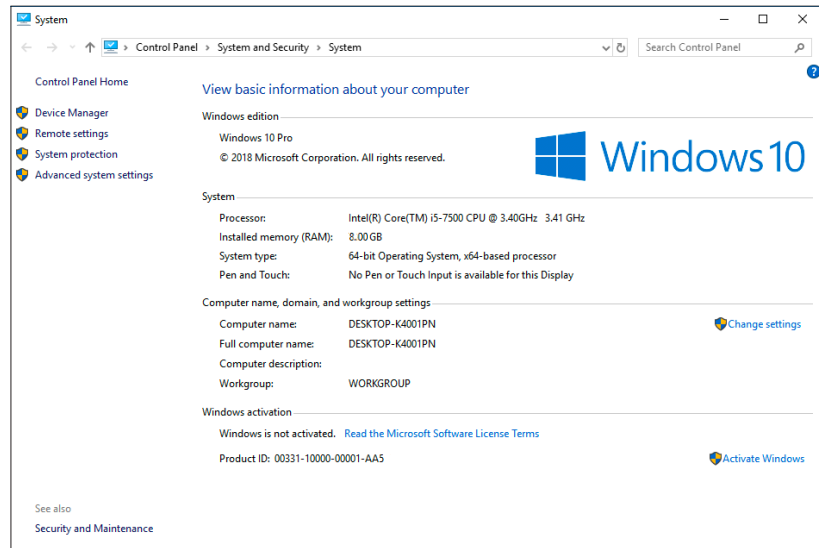 System
Control Panel > System and Security > System
Search Control Panel
Control Panel Home
Device Manager
Remote settings
System protection
Advanced system settings
View basic information about your computer
Windows edition
Windows 10 Pro
© 2018 Microsoft Corporation. All rights reserved.
Windows 10
System
Processor: Intel(R) Core(TM) i5-7500 CPU @ 3.40GHz 3.41 GHz
Installed memory (RAM): 8.00 GB
System type: 64-bit Operating System, x64-based processor
Pen and Touch: No Pen or Touch Input is available for this Display
Computer name, domain, and workgroup settings
Computer name: DESKTOP-K4001PN
Change settings
Full computer name: DESKTOP-K4001PN
Computer description:
Workgroup: WORKGROUP
Windows activation
Windows is not activated. Read the Microsoft Software License Terms
Product ID: 00331-10000-00001-AA5
Activate Windows
See also
Security and Maintenance